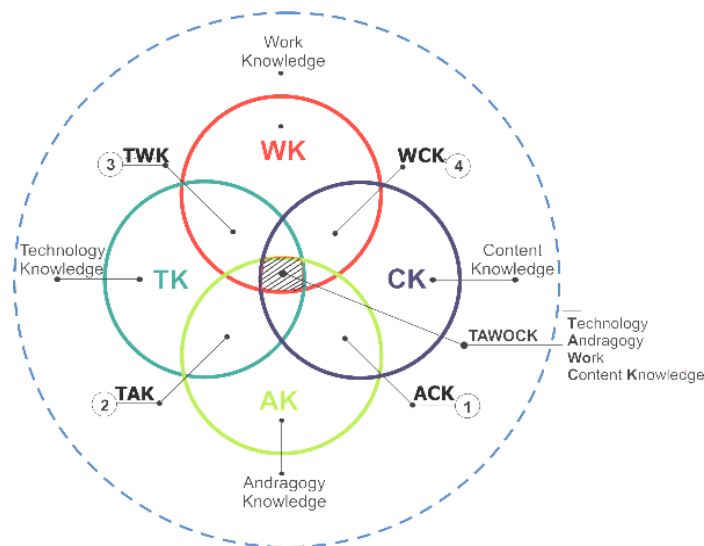 Work
Knowledge
WK
3 TWK
WCK 4
Technology
Knowledge
TK
CK
Content
Knowledge
TAWOCK
Technology
Andragogy
Work
Content Knowledge
2 TAK
AK
ACK 1
Andragogy
Knowledge